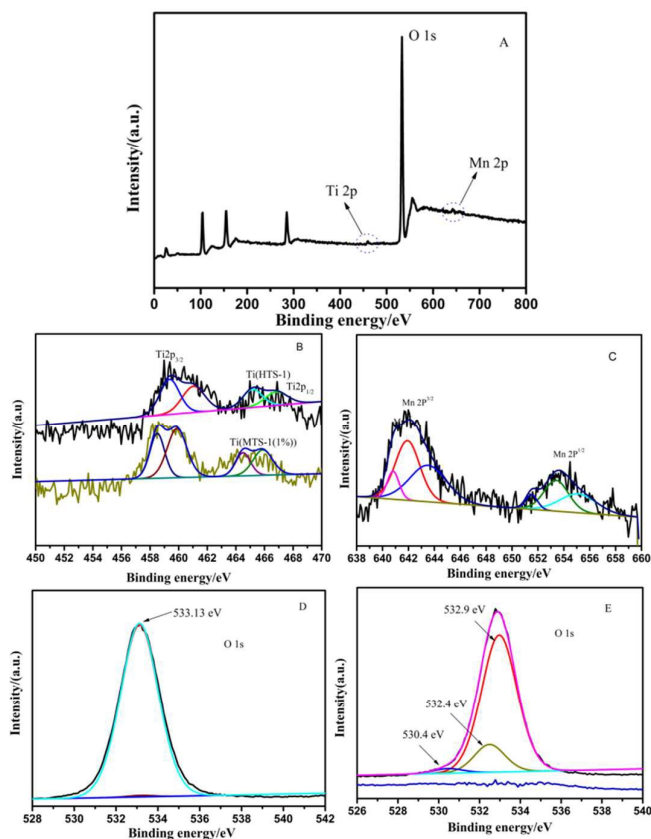 A
O 1s
Ti 2p
Mn 2p
Intensity/(a.u.)
0 100 200 300 400 500 600 700 800
Binding energy/eV
B
Ti2p3/2
Ti(HTS-1)
Ti2p1/2
Ti(MTS-1(1%))
Intensity/(a.u.)
450 452 454 456 458 460 462 464 466 468 470
Binding energy/eV
C
Mn 2P3/2
Mn 2P1/2
Intensity/(a.u)
638 640 642 644 646 648 650 652 654 656 658 660
Binding energy/eV
D
533.13 eV
O 1s
Intensity/(a.u.)
528 530 532 534 536 538 540 542
Binding energy/eV
E
532.9 eV
O 1s
532.4 eV
530.4 eV
Intensity(a.u.)
526 528 530 532 534 536 538 540
Binding energy/eV